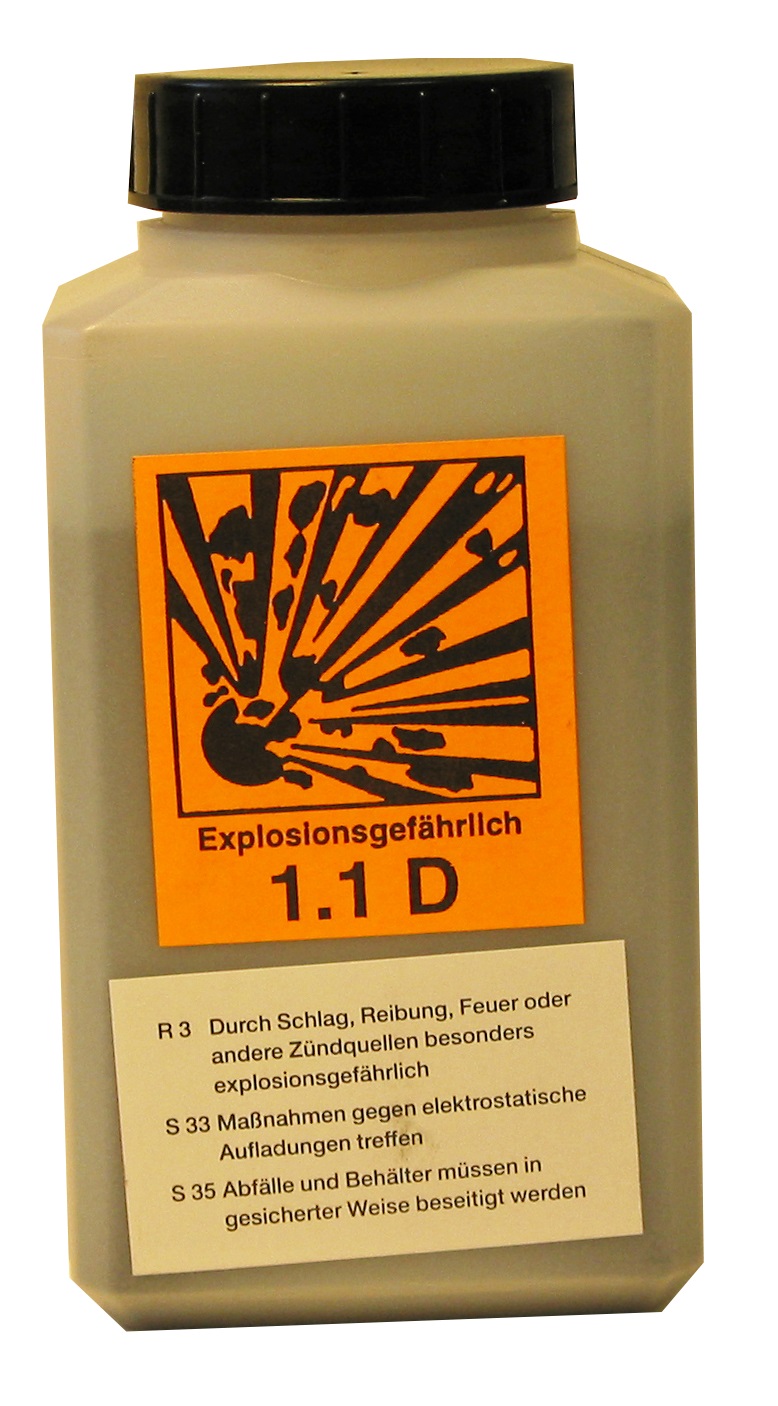 Explosionsgefährlich
1.1 D
R 3 Durch Schlag, Reibung, Feuer oder
andere Zündquellen besonders
explosionsgefährlich
S 33 Maßnahmen gegen elektrostatische
Aufladungen treffen
S 35 Abfälle und Behälter müssen in
gesicherter Weise beseitigt werden